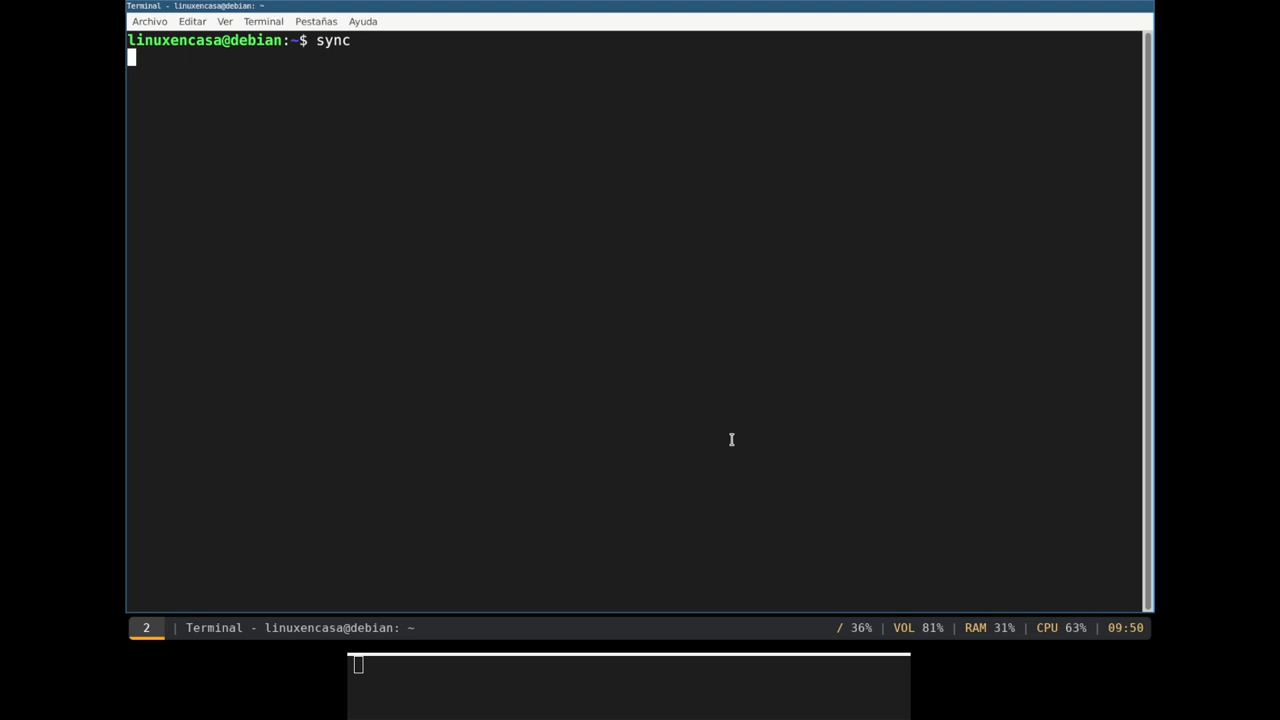 Terminal - linuxencasa@debian: ~
Archivo Editar Ver Terminal Pestañas Ayuda
linuxencasa@debian:~$ sync
2 | Terminal - linuxencasa@debian: ~ / 36% | VOL 81% | RAM 31% | CPU 63% | 09:50